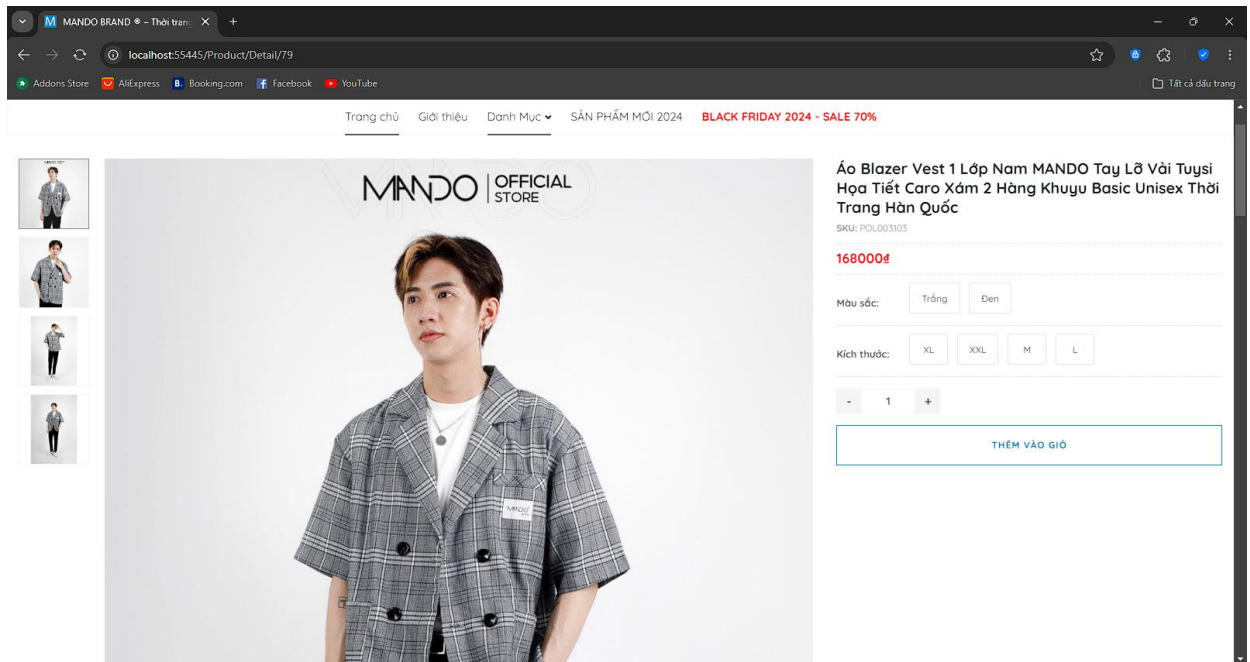 MANDO BRAND ® – Thời tran
localhost:55445/Product/Detail/79
Addons Store AliExpress Booking.com Facebook YouTube Tất cả dấu trang
Trang chủ Giới thiệu Danh Mục SẢN PHẨM MỚI 2024 BLACK FRIDAY 2024 - SALE 70%
MANDO OFFICIAL
STORE
MANDO
Áo Blazer Vest 1 Lớp Nam MANDO Tay Lỡ Vải Tuysi
Họa Tiết Caro Xám 2 Hàng Khuyu Basic Unisex Thời
Trang Hàn Quốc
SKU: POL003103
168000₫
Màu sắc: Trắng Đen
Kích thước: XL XXL M L
- 1 +
THÊM VÀO GIỎ